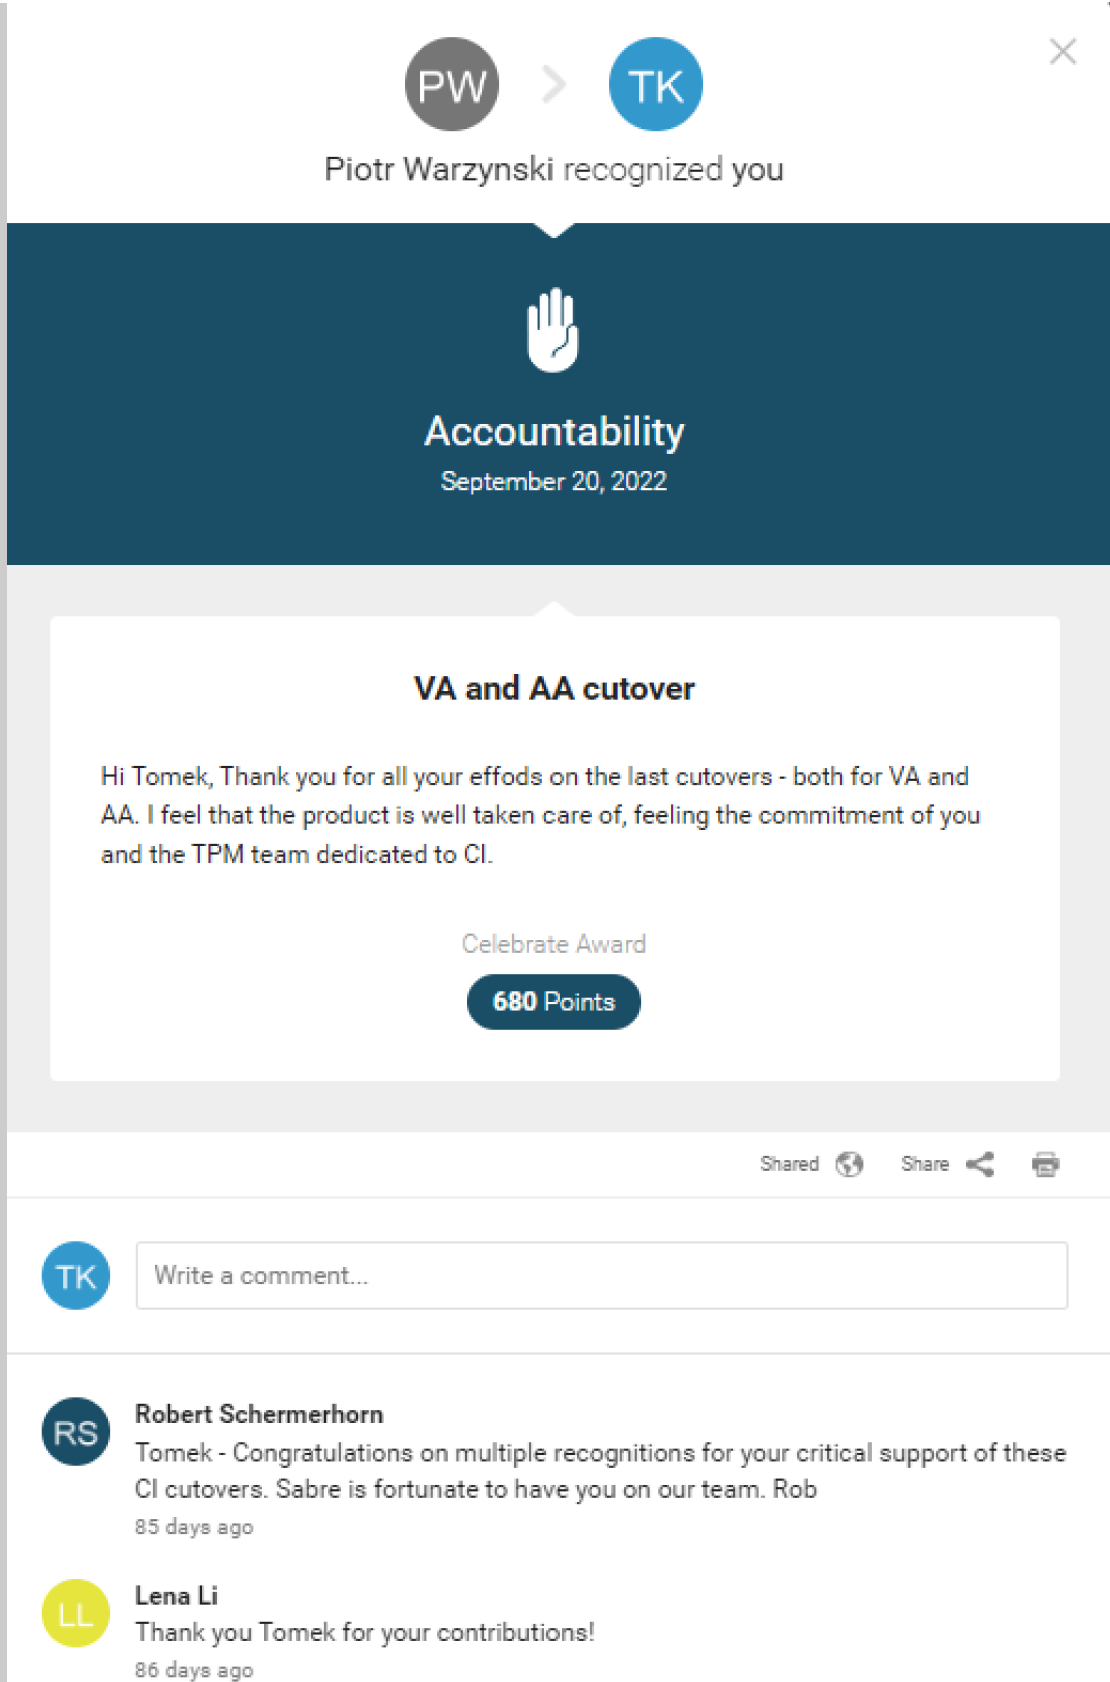 PW TK
Piotr Warzynski recognized you
Accountability
September 20, 2022
VA and AA cutover
Hi Tomek, Thank you for all your effods on the last cutovers - both for VA and
AA. I feel that the product is well taken care of, feeling the commitment of you
and the TPM team dedicated to CI.
Celebrate Award
680 Points
Shared Share
TK Write a comment...
RS Robert Schermerhorn
Tomek - Congratulations on multiple recognitions for your critical support of these
CI cutovers. Sabre is fortunate to have you on our team. Rob
85 days ago
LL Lena Li
Thank you Tomek for your contributions!
86 days ago